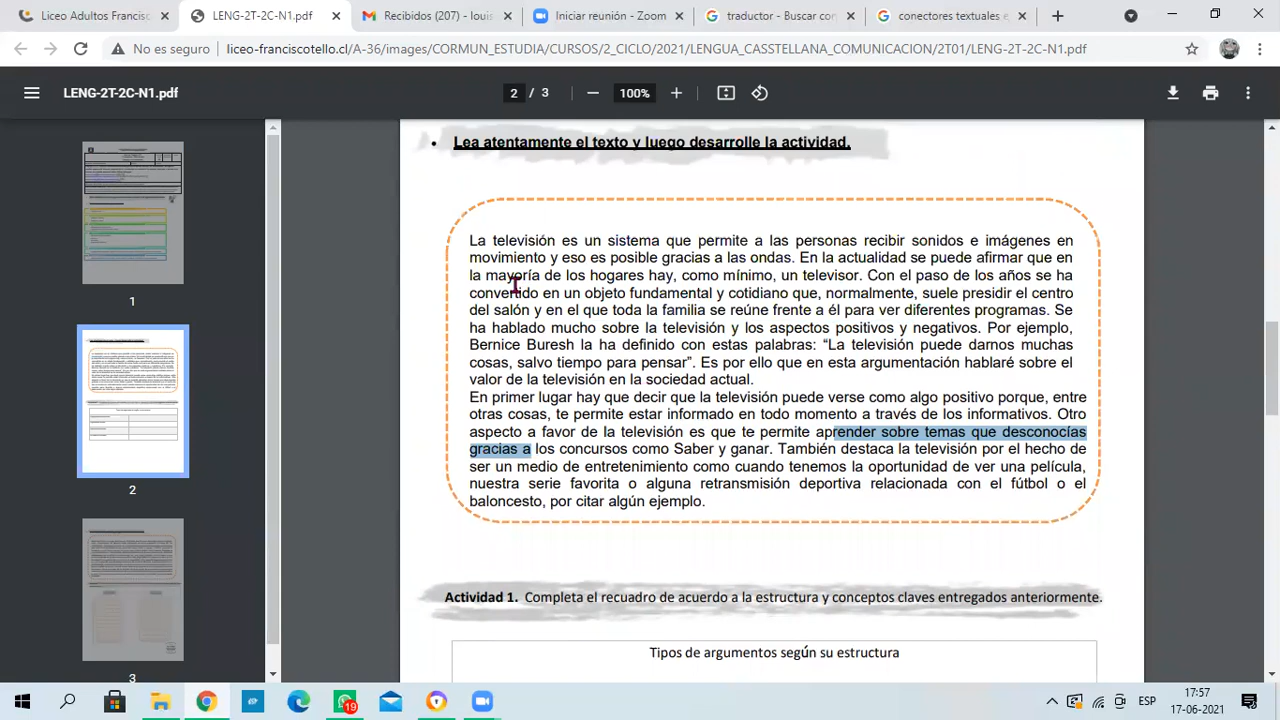 Liceo Adultos Francisc
LENG-2T-2C-N1.pdf
Recibidos (207) - louis
Iniciar reunión - Zoom
traductor - Buscar con
conectores textuales e
No es seguro
liceo-franciscotello.cl/A-36/images/CORMUN_ESTUDIA/CURSOS/2_CICLO/2021/LENGUA_CASSTELLANA_COMUNICACION/2T01/LENG-2T-2C-N1.pdf
LENG-2T-2C-N1.pdf
2 / 3
100%
• Lea atentamente el texto y luego desarrolle la actividad.
La televisión es un sistema que permite a las personas recibir sonidos e imágenes en
movimiento y eso es posible gracias a las ondas. En la actualidad se puede afirmar que en
la mayoría de los hogares hay, como mínimo, un televisor. Con el paso de los años se ha
convertido en un objeto fundamental y cotidiano que, normalmente, suele presidir el centro
del salón y en el que toda la familia se reúne frente a él para ver diferentes programas. Se
ha hablado mucho sobre la televisión y los aspectos positivos y negativos. Por ejemplo,
Bernice Buresh la ha definido con estas palabras: “La televisión puede darnos muchas
cosas, salvo tiempo para pensar”. Es por ello que en esta argumentación hablaré sobre el
valor de la televisión en la sociedad actual.
En primer lugar hay que decir que la televisión puede verse como algo positivo porque, entre
otras cosas, te permite estar informado en todo momento a través de los informativos. Otro
aspecto a favor de la televisión es que te permite aprender sobre temas que desconocías
gracias a los concursos como Saber y ganar. También destaca la televisión por el hecho de
ser un medio de entretenimiento como cuando tenemos la oportunidad de ver una película,
nuestra serie favorita o alguna retransmisión deportiva relacionada con el fútbol o el
baloncesto, por citar algún ejemplo.
Actividad 1. Completa el recuadro de acuerdo a la estructura y conceptos claves entregados anteriormente.
Tipos de argumentos según su estructura
1
2
3
19
ESP
17:57
17-06-2021